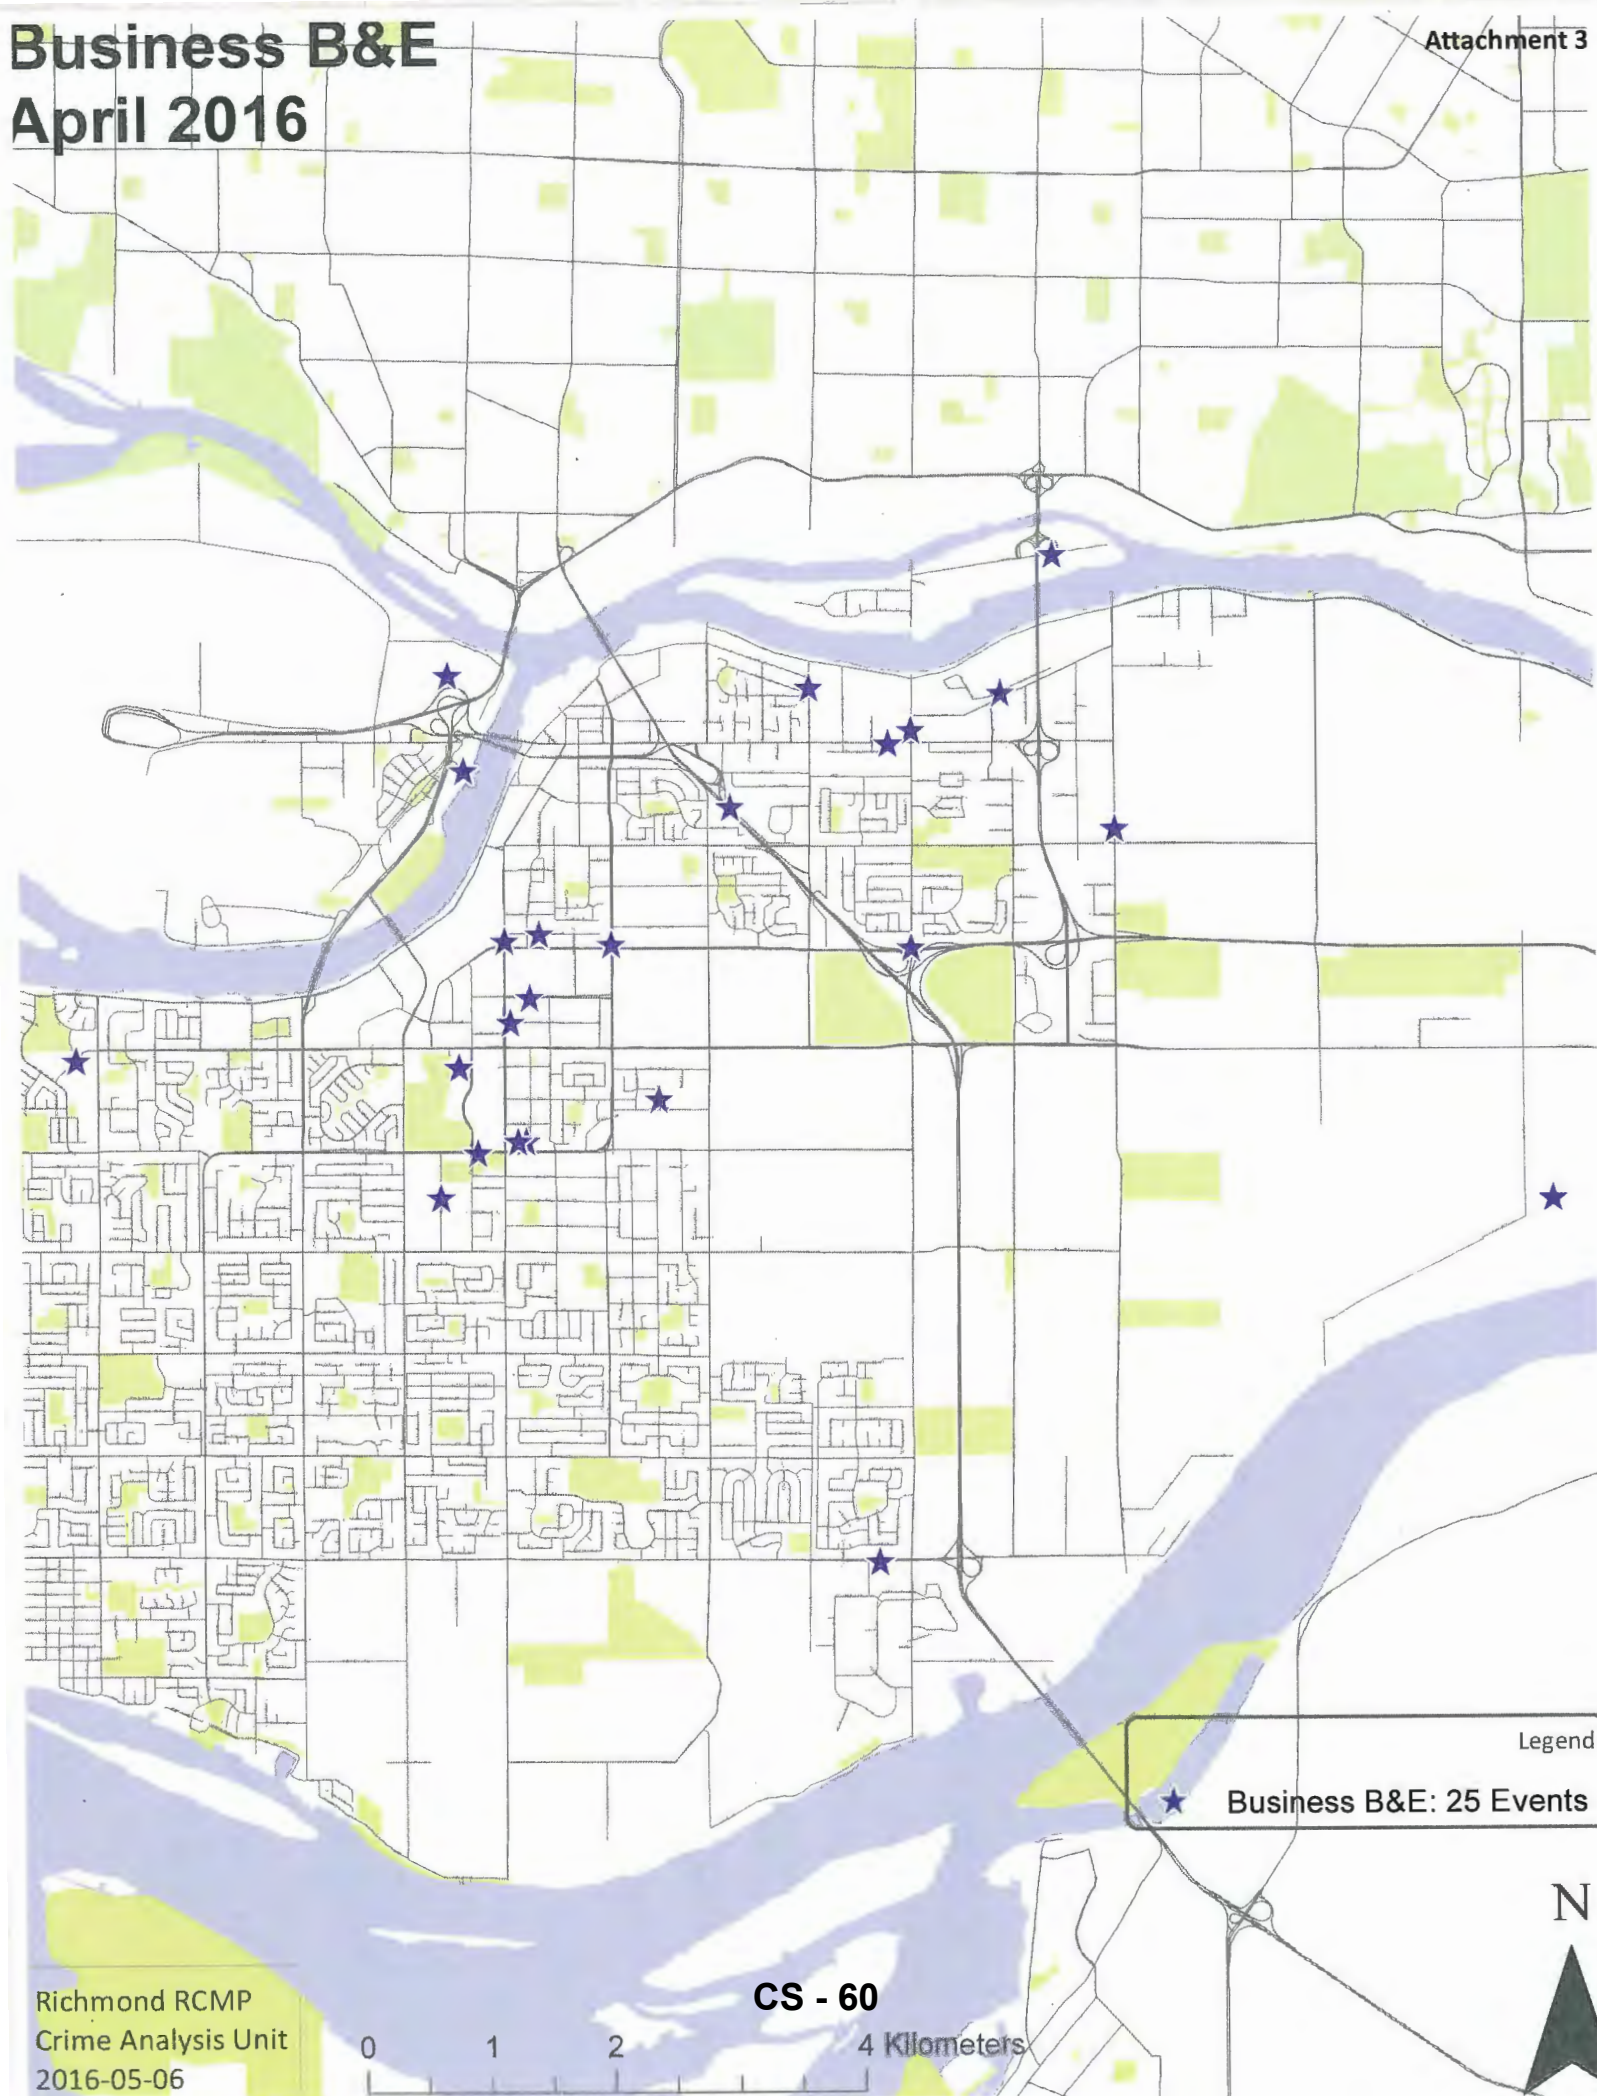 Business B&E
April 2016
Attachment 3
Legend
Business B&E: 25 Events
N
CS - 60
Richmond RCMP
Crime Analysis Unit
2016-05-06
0 1 2 4 Kilometers